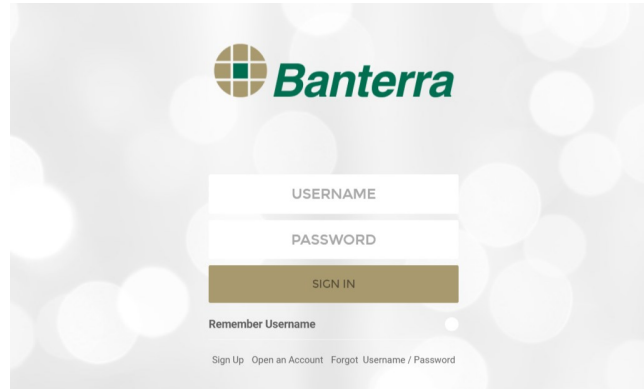 Banterra
USERNAME
PASSWORD
SIGN IN
Remember Username
Sign Up Open an Account Forgot Username / Password